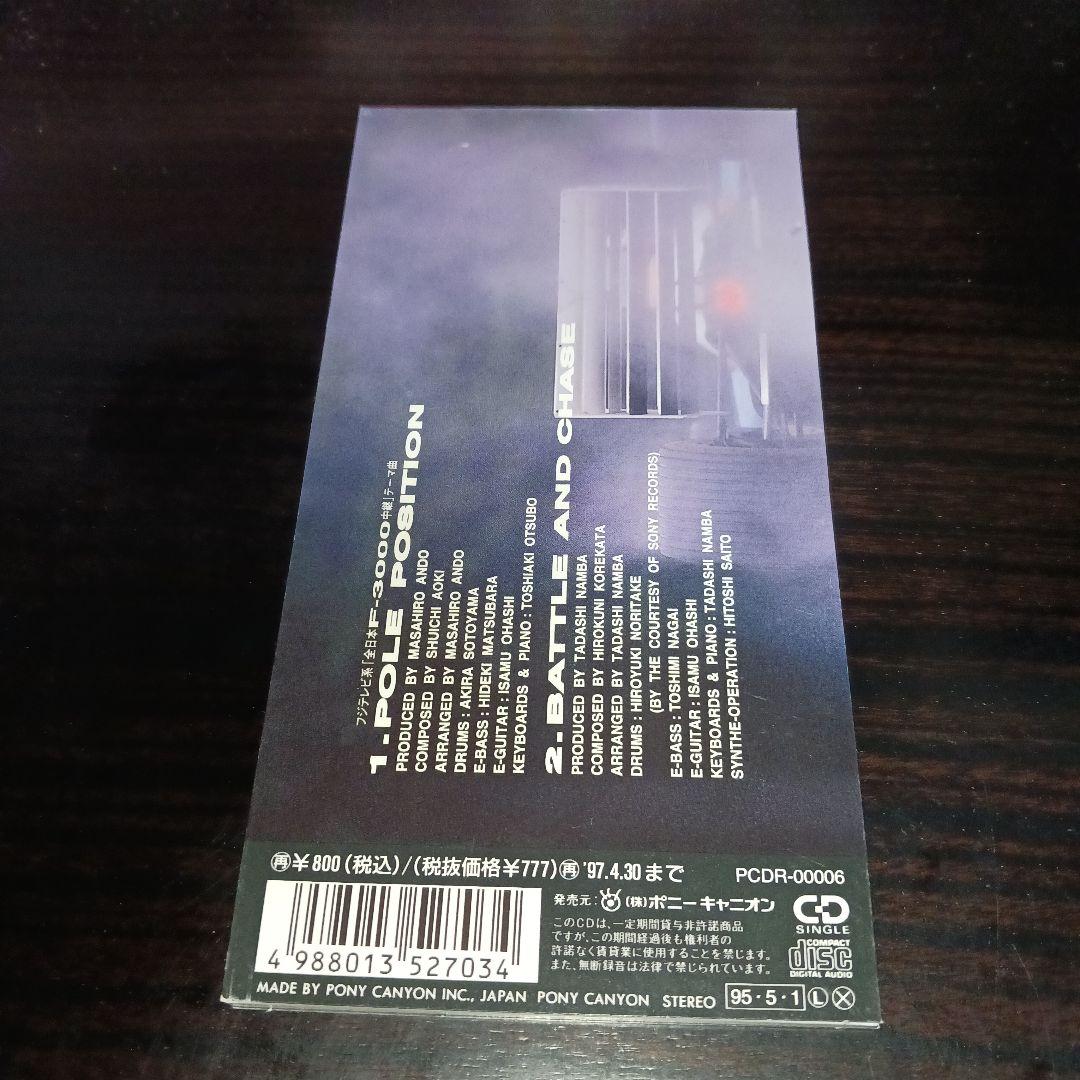 フジテレビ系「全日本F-3000中継」テーマ曲
1. POLE POSITION
PRODUCED BY MASAHIRO ANDO
COMPOSED BY SHUICHI AOKI
ARRANGED BY MASAHIRO ANDO
DRUMS : AKIRA SOTOYAMA
E-BASS : HIDEKI MATSUBARA
E-GUITAR : ISAMU OHASHI
KEYBOARDS & PIANO : TOSHIAKI OTSUBO
2. BATTLE AND CHASE
PRODUCED BY TADASHI NAMBA
COMPOSED BY HIROKUNI KOREKATA
ARRANGED BY TADASHI NAMBA
DRUMS : HIROYUKI NORITAKE
(BY THE COURTESY OF SONY RECORDS)
E-BASS : TOSHIMI NAGAI
E-GUITAR : ISAMU OHASHI
KEYBOARDS & PIANO : TADASHI NAMBA
SYNTHE-OPERATION : HITOSHI SAITO
再¥800(税込)/(税抜価格¥777)再'97.4.30まで
PCDR-00006
発売元:(株)ポニーキャニオン
このCDは、一定期間貸与非許諾商品
ですが、この期間経過後も権利者の
許諾なく賃貸業に使用することを禁じます。
また、無断録音は法律で禁じられています。
CD
SINGLE
COMPACT
disc
DIGITAL AUDIO
4 988013 527034
MADE BY PONY CANYON INC., JAPAN PONY CANYON STEREO 95・5・1 L X